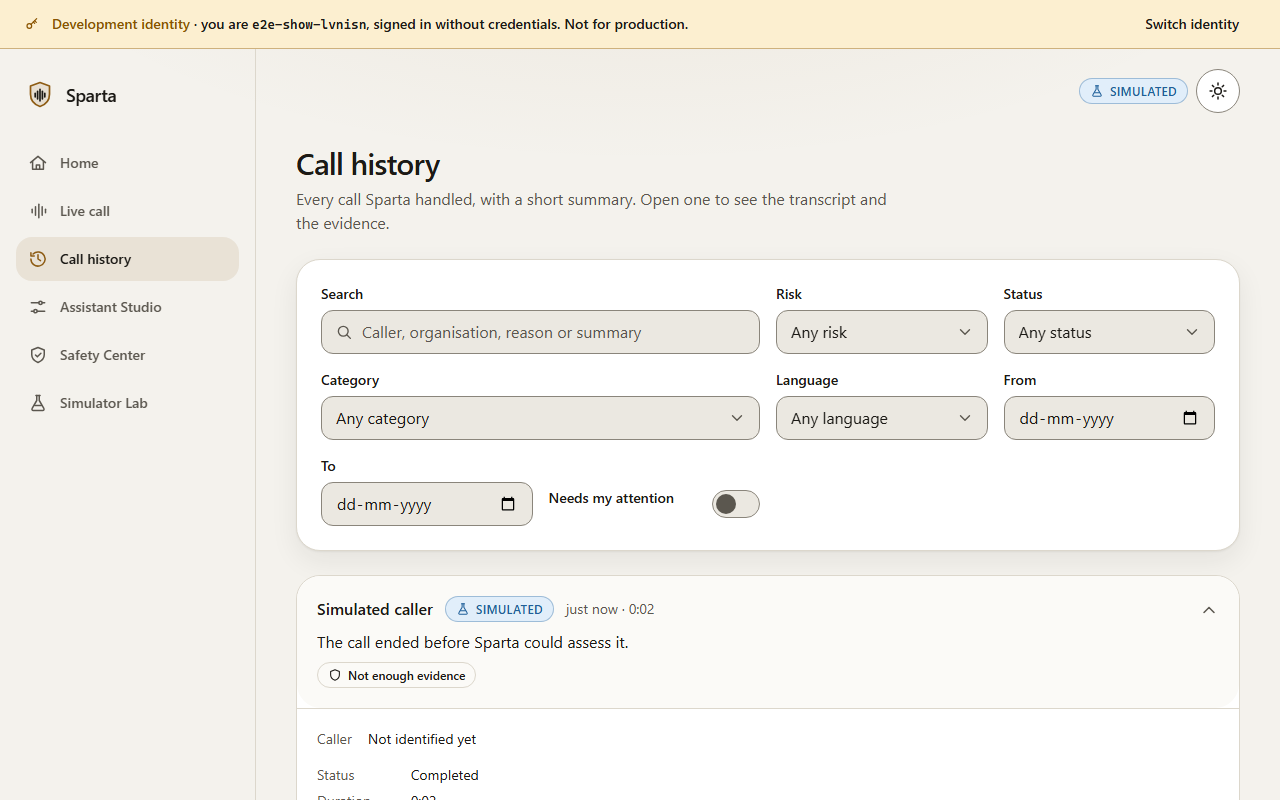 Development identity · you are e2e-show-lvnisn, signed in without credentials. Not for production.
Switch identity
Sparta
SIMULATED
Home
Live call
Call history
Assistant Studio
Safety Center
Simulator Lab
Call history
Every call Sparta handled, with a short summary. Open one to see the transcript and
the evidence.
Search
Risk
Status
Caller, organisation, reason or summary
Any risk
Any status
Category
Language
From
Any category
Any language
dd-mm-yyyy
To
dd-mm-yyyy
Needs my attention
Simulated caller
SIMULATED
just now · 0:02
The call ended before Sparta could assess it.
Not enough evidence
Caller
Not identified yet
Status
Completed
Duration
0:02